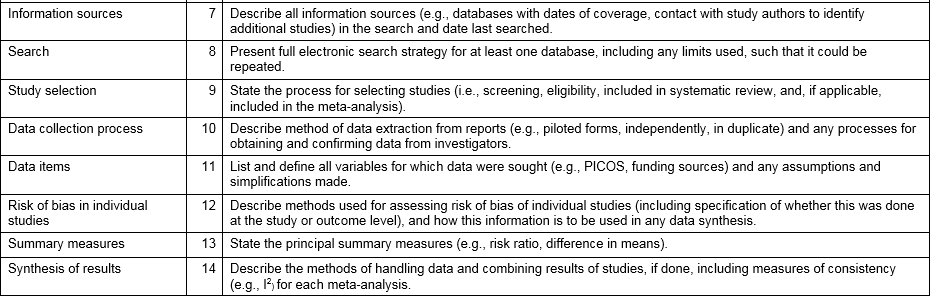 Information sources 7 Describe all information sources (e.g., databases with dates of coverage, contact with study authors to identify
additional studies) in the search and date last searched.
Search 8 Present full electronic search strategy for at least one database, including any limits used, such that it could be
repeated.
Study selection 9 State the process for selecting studies (i.e., screening, eligibility, included in systematic review, and, if applicable,
included in the meta-analysis).
Data collection process 10 Describe method of data extraction from reports (e.g., piloted forms, independently, in duplicate) and any processes for
obtaining and confirming data from investigators.
Data items 11 List and define all variables for which data were sought (e.g., PICOS, funding sources) and any assumptions and
simplifications made.
Risk of bias in individual 12 Describe methods used for assessing risk of bias of individual studies (including specification of whether this was done
studies at the study or outcome level), and how this information is to be used in any data synthesis.
Summary measures 13 State the principal summary measures (e.g., risk ratio, difference in means).
Synthesis of results 14 Describe the methods of handling data and combining results of studies, if done, including measures of consistency
(e.g., I²) for each meta-analysis.